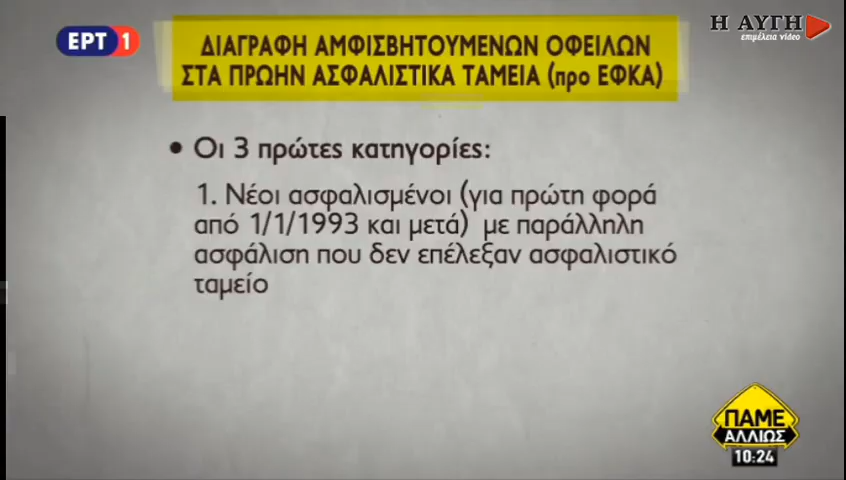 ΕΡΤ 1
Η ΑΥΓΗ
επιμέλεια video
ΔΙΑΓΡΑΦΗ ΑΜΦΙΣΒΗΤΟΥΜΕΝΩΝ ΟΦΕΙΛΩΝ
ΣΤΑ ΠΡΩΗΝ ΑΣΦΑΛΙΣΤΙΚΑ ΤΑΜΕΙΑ (προ ΕΦΚΑ)
• Οι 3 πρώτες κατηγορίες:
1. Νέοι ασφαλισμένοι (για πρώτη φορά
από 1/1/1993 και μετά) με παράλληλη
ασφάλιση που δεν επέλεξαν ασφαλιστικό
ταμείο
ΠΑΜΕ
ΑΛΛΙΩΣ
10:24